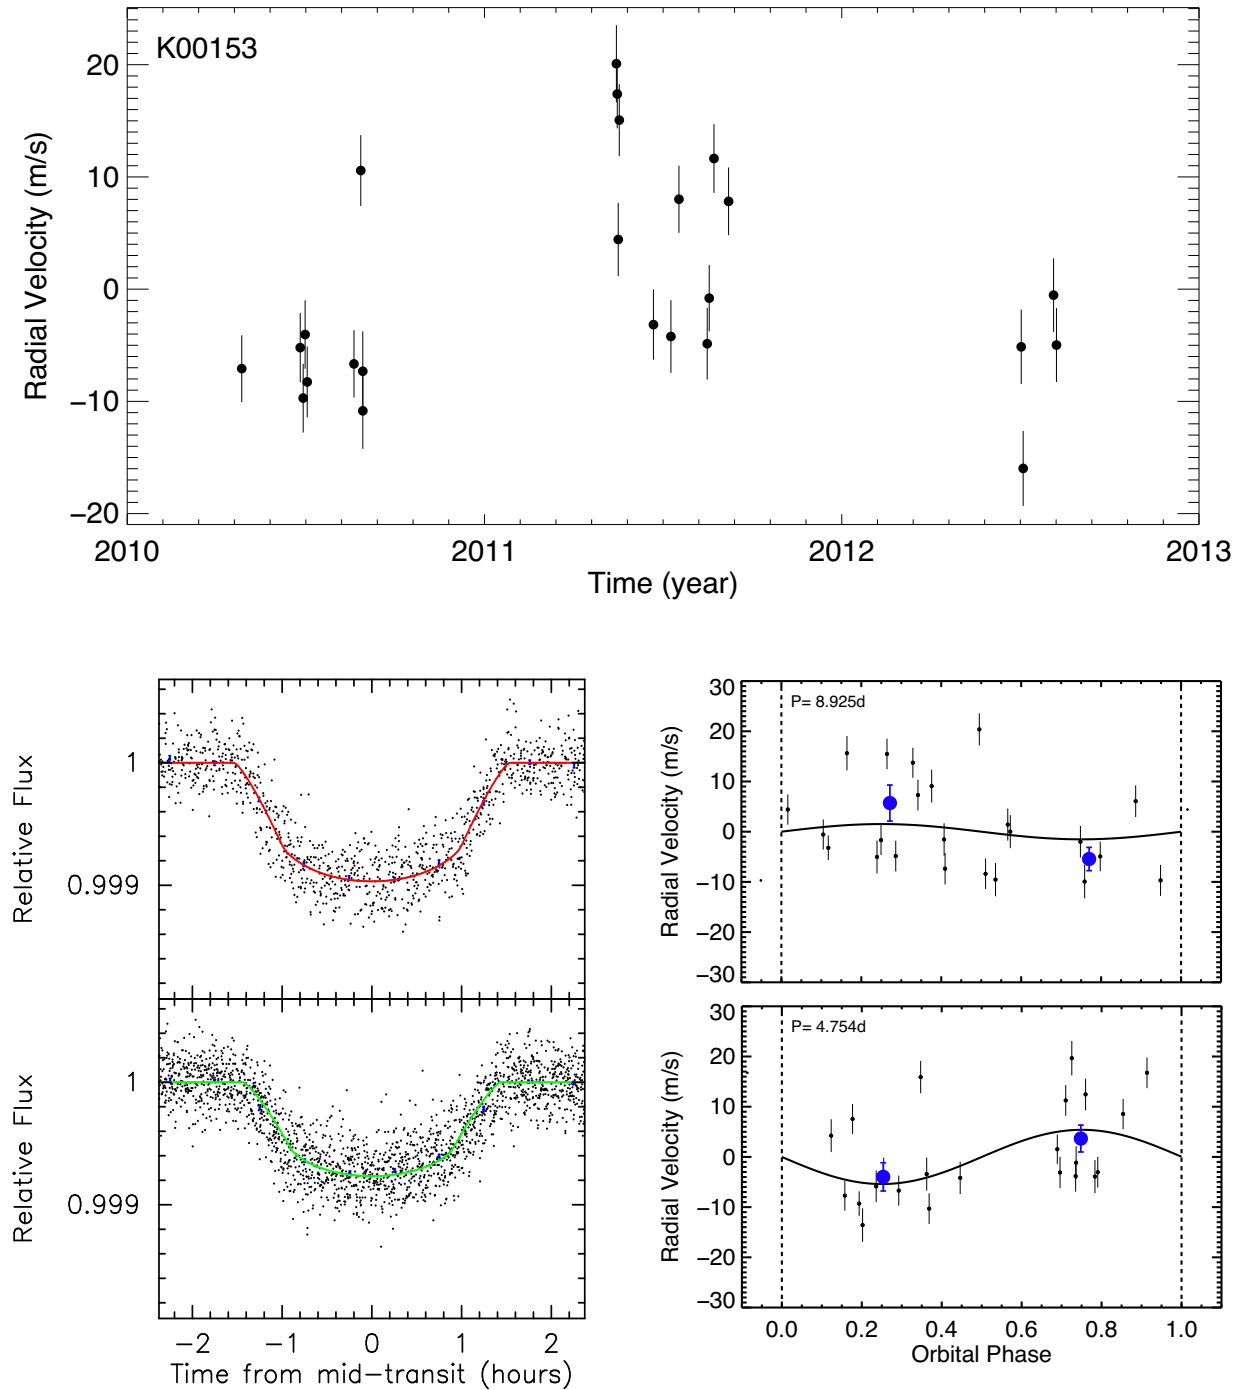 K00153
20
10
0
−10
−20
Radial Velocity (m/s)
2010 2011 2012 2013
Time (year)
1
0.999
Relative Flux
1
0.999
Relative Flux
−2 −1 0 1 2
Time from mid−transit (hours)
P= 8.925d
30
20
10
0
−10
−20
−30
Radial Velocity (m/s)
P= 4.754d
30
20
10
0
−10
−20
−30
Radial Velocity (m/s)
0.0 0.2 0.4 0.6 0.8 1.0
Orbital Phase